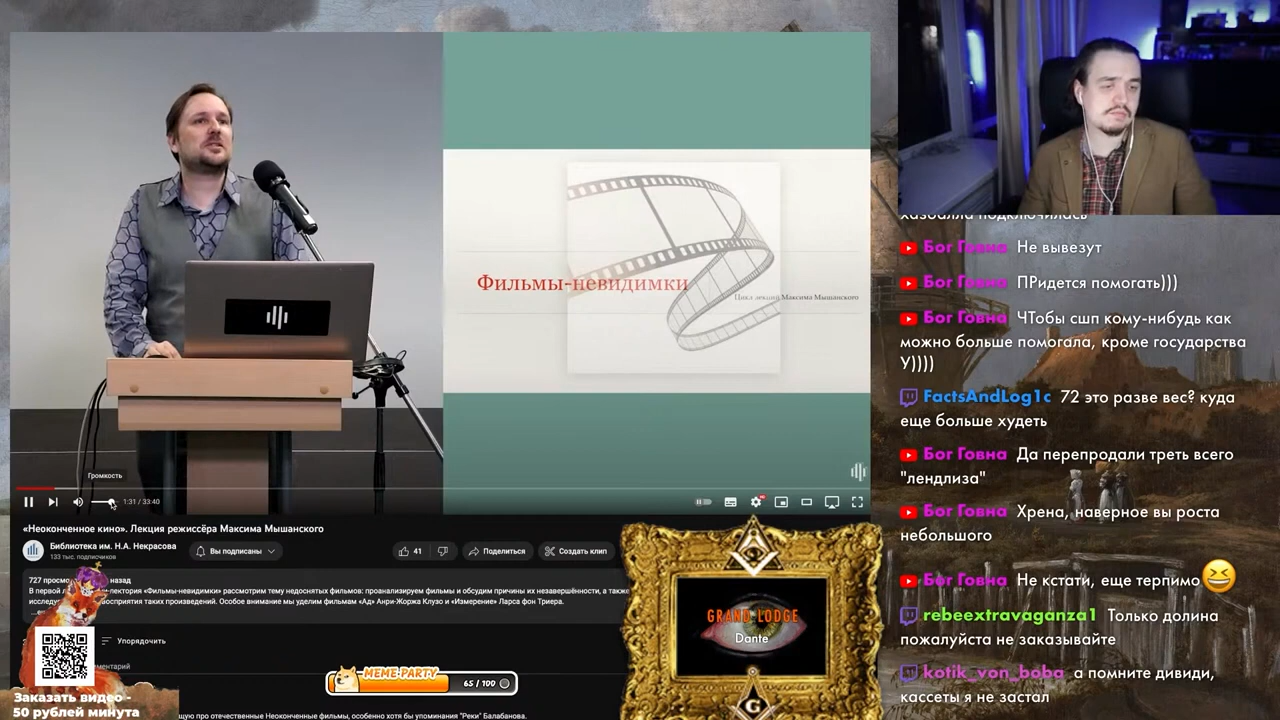 Фильмы-невидимки
Цикл лекций Максима Мышанского
Громкость
1:31 / 33:40
«Неоконченное кино». Лекция режиссёра Максима Мышанского
Библиотека им. Н.А. Некрасова
133 тыс. подписчиков
Вы подписаны
41
Поделиться
Создать клип
727 просмо
назад
В первой
лектория «Фильмы-невидимки» рассмотрим тему недоснятых фильмов: проанализируем фильмы и обсудим причины их незавершённости, а также
исследу
восприятия таких произведений. Особое внимание мы уделим фильмам «Ад» Анри-Жоржа Клузо и «Измерение» Ларса фон Триера.
Упорядочить
Заказать видео -
50 рублей минута
MEME PARTY
65 / 100
про отечественные Неоконченные фильмы, особенно хотя бы упоминания "Реки" Балабанова.
GRAND LODGE
Dante
G
хазбалла подключилась
Бог Говна Не вывезут
Бог Говна ПРидется помогать)))
Бог Говна ЧТобы сшп кому-нибудь как
можно больше помогала, кроме государства
У))))
FactsAndLog1c 72 это разве вес? куда
еще больше худеть
Бог Говна Да перепродали треть всего
"лендлиза"
Бог Говна Хрена, наверное вы роста
небольшого
Бог Говна Не кстати, еще терпимо😆
rebeextravaganza1 Только долина
пожалуйста не заказывайте
kotik_von_boba а помните дивиди,
кассеты я не застал